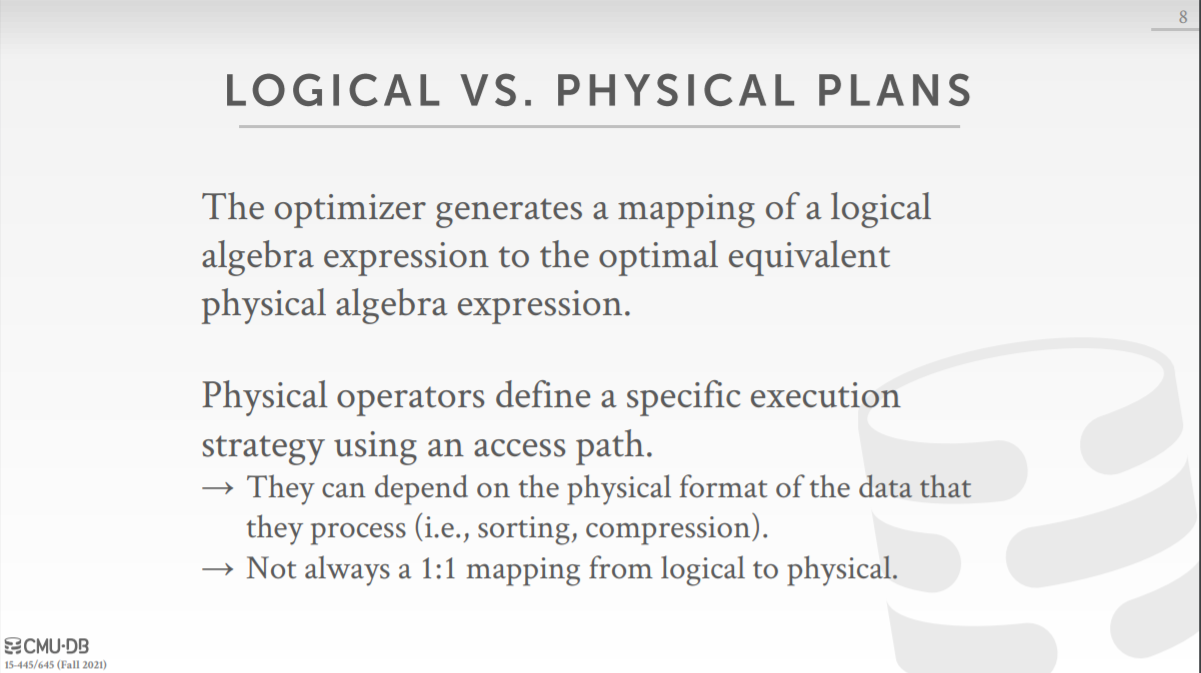 8
LOGICAL VS. PHYSICAL PLANS
The optimizer generates a mapping of a logical
algebra expression to the optimal equivalent
physical algebra expression.
Physical operators define a specific execution
strategy using an access path.
→ They can depend on the physical format of the data that
they process (i.e., sorting, compression).
→ Not always a 1:1 mapping from logical to physical.
CMU·DB
15-445/645 (Fall 2021)